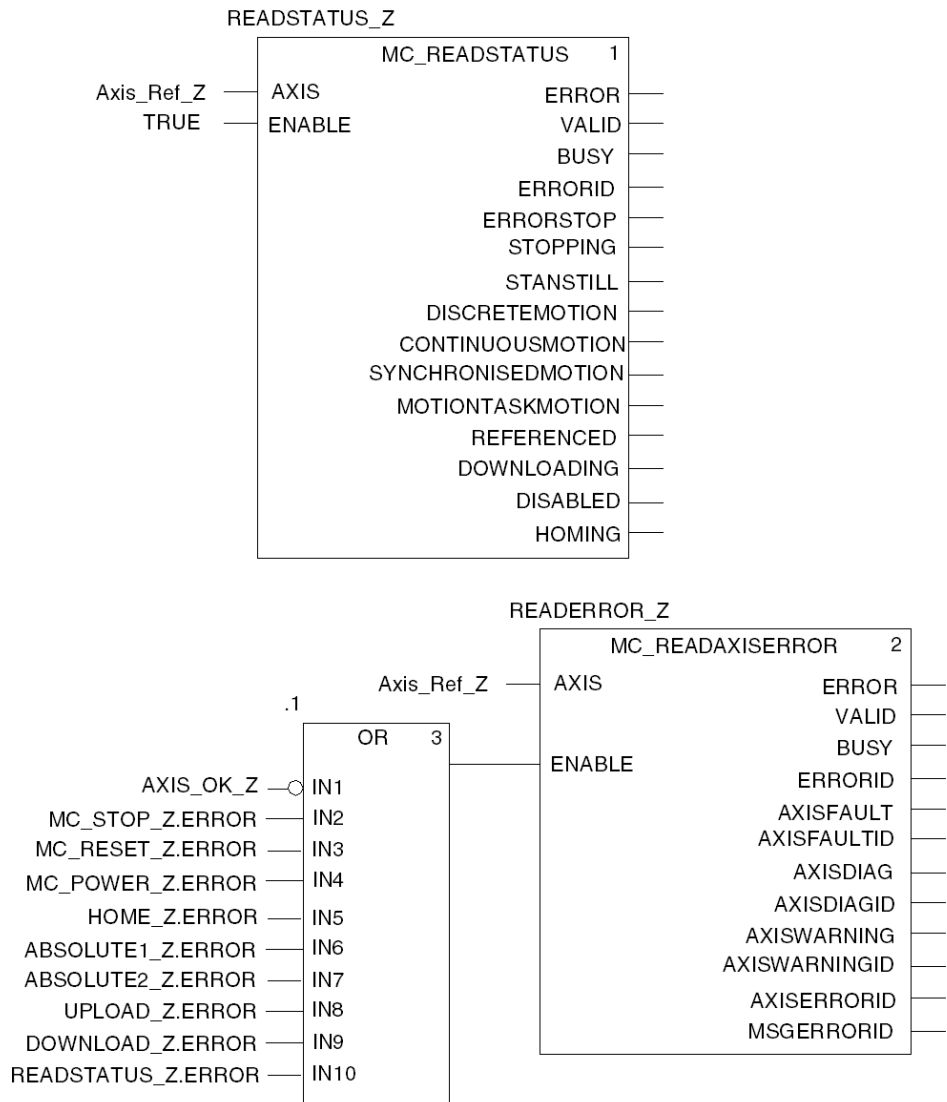 READSTATUS_Z
MC_READSTATUS 1
Axis_Ref_Z AXIS
ERROR
TRUE ENABLE
VALID
BUSY
ERRORID
ERRORSTOP
STOPPING
STANSTILL
DISCRETEMOTION
CONTINUOUSMOTION
SYNCHRONISEDMOTION
MOTIONTASKMOTION
REFERENCED
DOWNLOADING
DISABLED
HOMING
READERROR_Z
MC_READAXISERROR 2
Axis_Ref_Z AXIS
ERROR
VALID
BUSY
ENABLE
ERRORID
AXISFAULT
AXISFAULTID
AXISDIAG
AXISDIAGID
AXISWARNING
AXISWARNINGID
AXISERRORID
MSGERRORID
.1
OR 3
AXIS_OK_Z IN1
MC_STOP_Z.ERROR IN2
MC_RESET_Z.ERROR IN3
MC_POWER_Z.ERROR IN4
HOME_Z.ERROR IN5
ABSOLUTE1_Z.ERROR IN6
ABSOLUTE2_Z.ERROR IN7
UPLOAD_Z.ERROR IN8
DOWNLOAD_Z.ERROR IN9
READSTATUS_Z.ERROR IN10